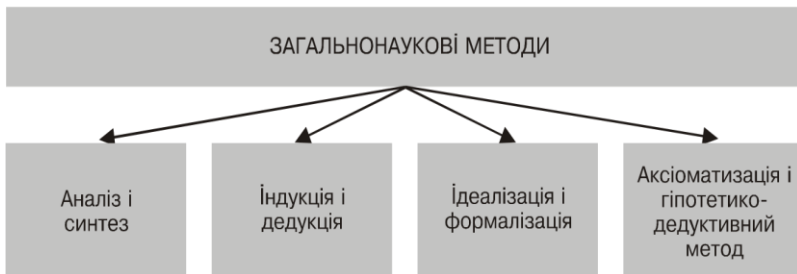 ЗАГАЛЬНОНАУКОВІ МЕТОДИ
Аналіз і
синтез
Індукція і
дедукція
Ідеалізація і
формалізація
Аксіоматизація і
гіпотетико-
дедуктивний
метод